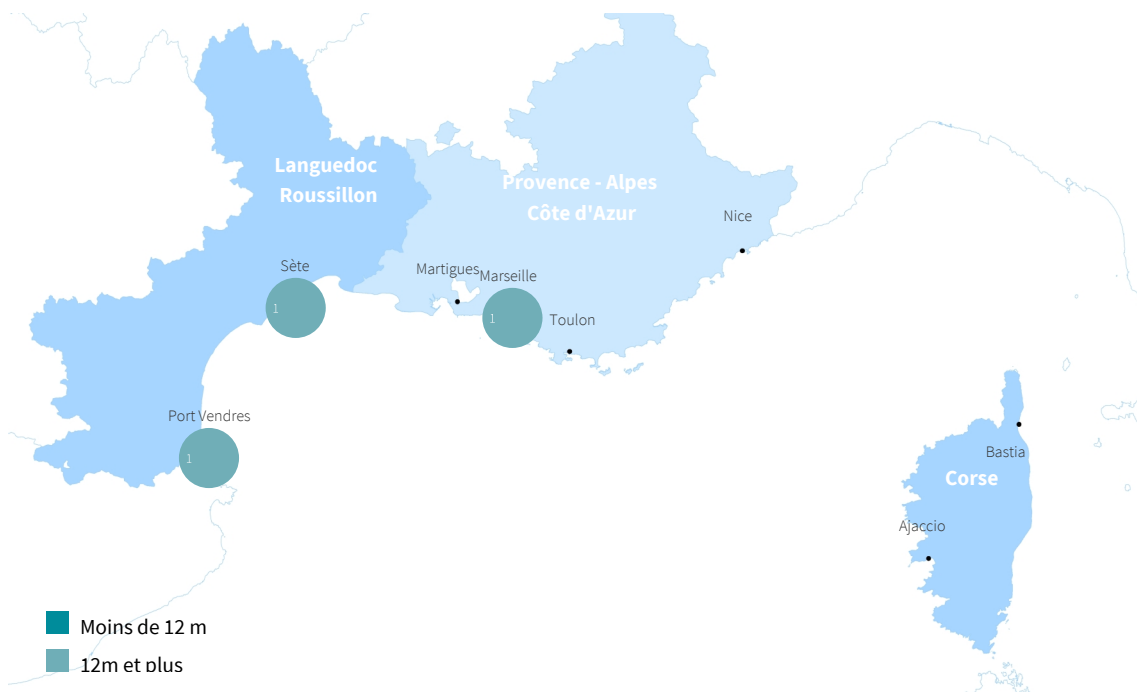 Languedoc
Roussillon
Provence - Alpes
Côte d'Azur
Nice
Sète
Martigues
Marseille
1
1
Toulon
Port Vendres
1
Bastia
Corse
Ajaccio
Moins de 12 m
12m et plus